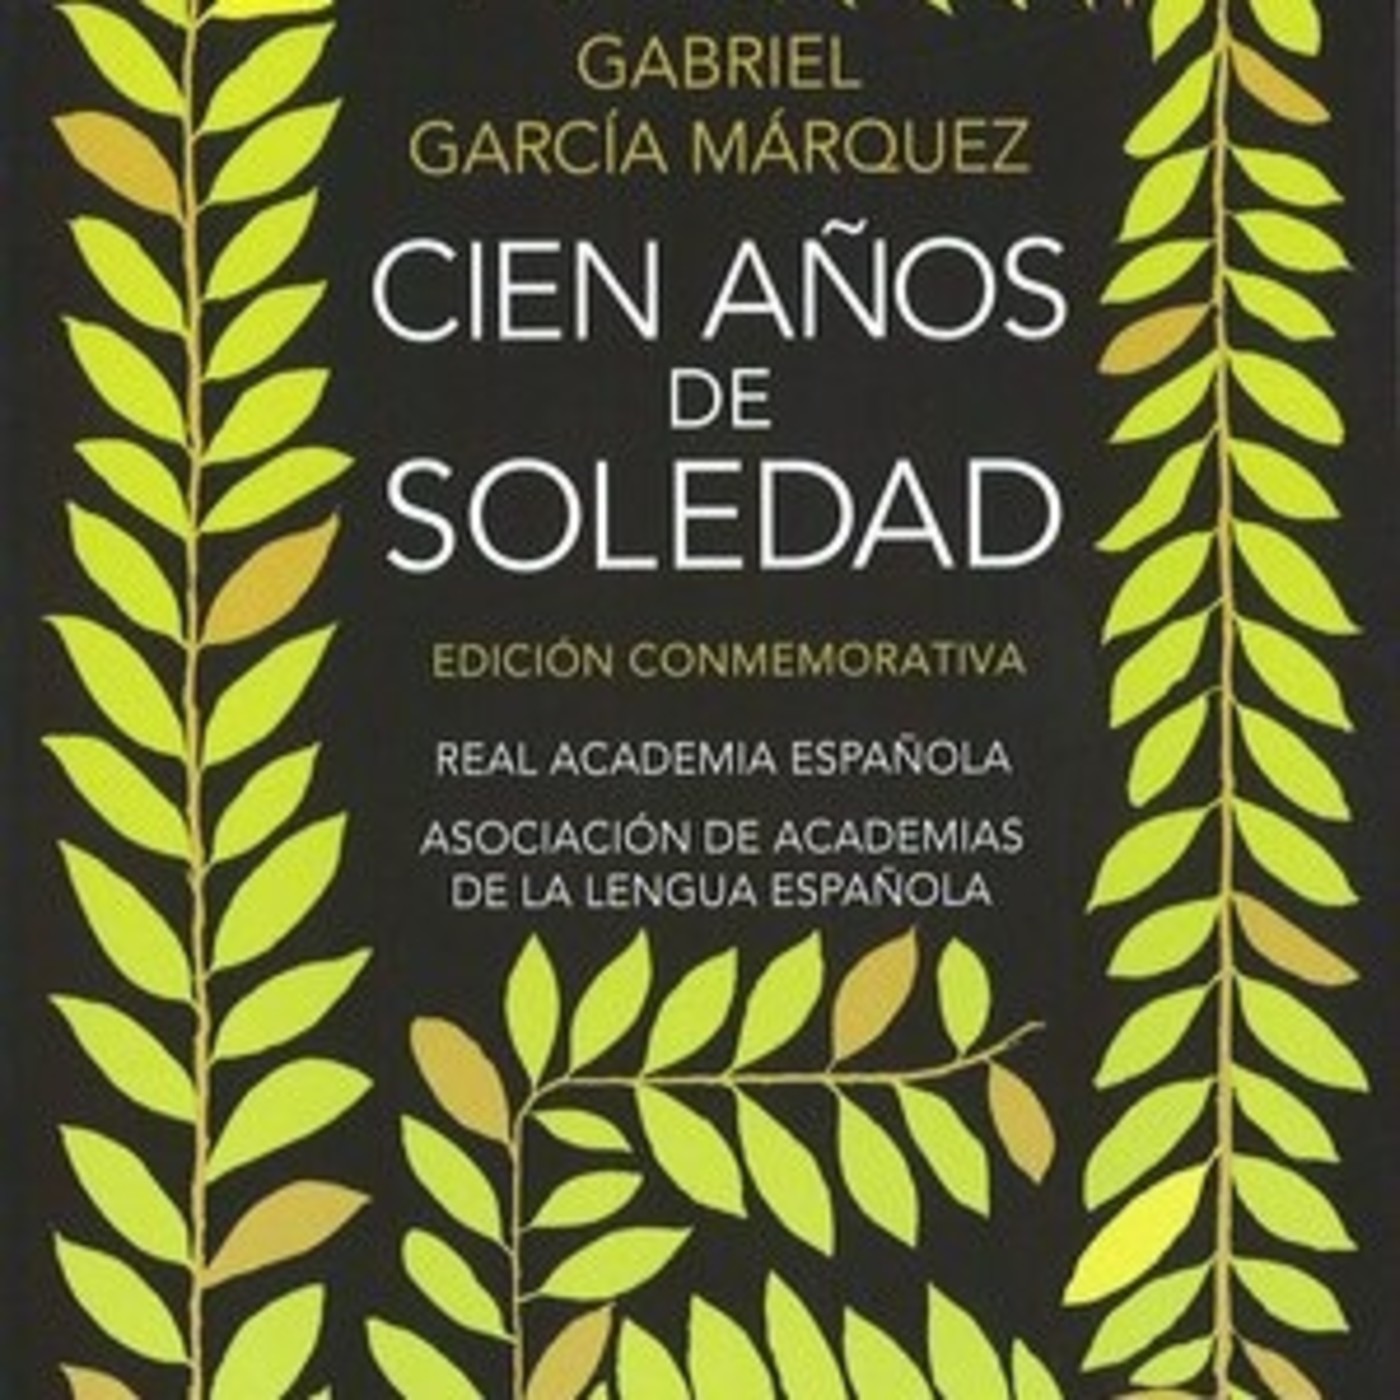 GABRIEL
GARCÍA MÁRQUEZ
CIEN AÑOS
DE
SOLEDAD
EDICIÓN CONMEMORATIVA
REAL ACADEMIA ESPAÑOLA
ASOCIACIÓN DE ACADEMIAS
DE LA LENGUA ESPAÑOLA